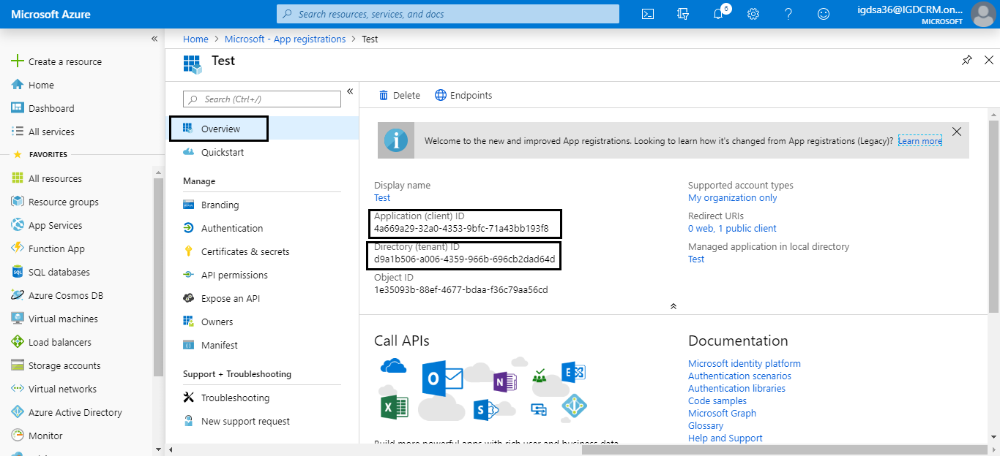 Microsoft Azure
Search resources, services, and docs
6
igdsa36@IGDCRM.on...
MICROSOFT
Create a resource
Home
Dashboard
All services
FAVORITES
All resources
Resource groups
App Services
Function App
SQL databases
Azure Cosmos DB
Virtual machines
Load balancers
Storage accounts
Virtual networks
Azure Active Directory
Monitor
Home > Microsoft - App registrations > Test
Test
Search (Ctrl+/)
Overview
Quickstart
Manage
Branding
Authentication
Certificates & secrets
API permissions
Expose an API
Owners
Manifest
Support + Troubleshooting
Troubleshooting
New support request
Delete
Endpoints
Welcome to the new and improved App registrations. Looking to learn how it's changed from App registrations (Legacy)? Learn more
Display name
Test
Application (client) ID
4a669a29-32a0-4353-9bfc-71a43bb193f8
Directory (tenant) ID
d9a1b506-a006-4359-966b-696cb2dad64d
Object ID
1e35093b-88ef-4677-bdaa-f36c79aa56cd
Supported account types
My organization only
Redirect URIs
0 web, 1 public client
Managed application in local directory
Test
Call APIs
Build more powerful apps with rich user and business data
Documentation
Microsoft identity platform
Authentication scenarios
Authentication libraries
Code samples
Microsoft Graph
Glossary
Help and Support